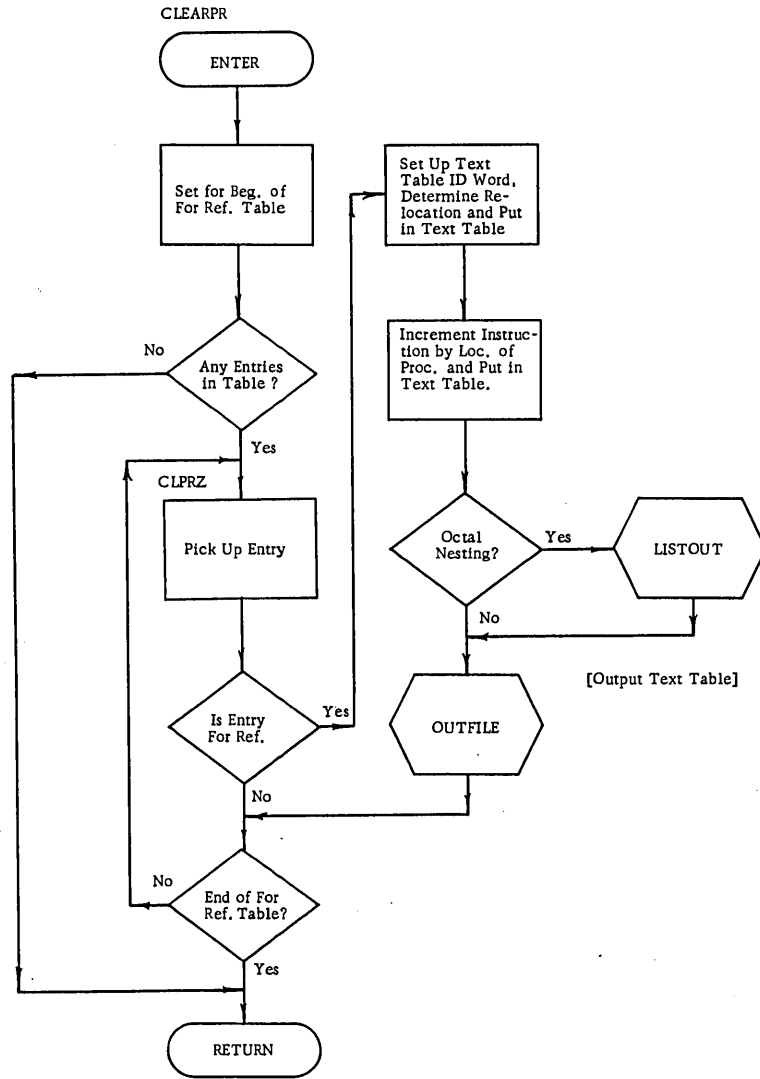 CLEARPR
ENTER
Set for Beg. of
For Ref. Table
No
Any Entries
in Table ?
Yes
CLPRZ
Pick Up Entry
Is Entry
For Ref.
Yes
No
No
End of For
Ref. Table?
Yes
RETURN
Set Up Text
Table ID Word,
Determine Re-
location and Put
in Text Table
Increment Instruc-
tion by Loc. of
Proc. and Put in
Text Table.
Octal
Nesting?
Yes
LISTOUT
No
[Output Text Table]
OUTFILE